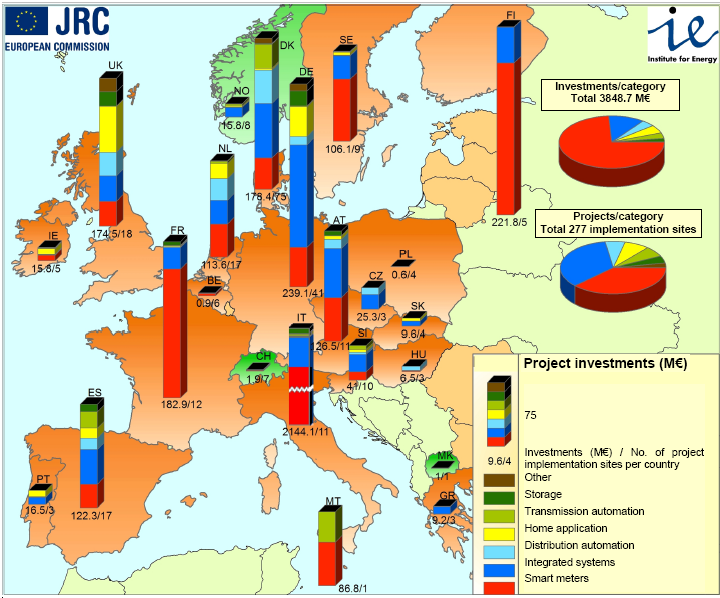 JRC
EUROPEAN COMMISSION
ie
Institute for Energy
Investments/category
Total 3848.7 M€
Projects/category
Total 277 implementation sites
FI
221.8/5
SE
106.1/9
DK
178.4/75
NO
15.8/8
DE
239.1/41
UK
174.5/18
NL
113.6/17
IE
15.8/5
FR
182.9/12
BE
0.9/6
AT
126.5/11
PL
0.6/4
CZ
25.3/3
SK
9.6/4
SI
41/10
HU
6.5/3
CH
1.9/7
IT
2144.1/11
ES
122.3/17
PT
16.5/3
MK
1/1
GR
9.2/3
MT
86.8/1
Project investments (M€)
75
9.6/4
Investments (M€) / No. of project
implementation sites per country
Other
Storage
Transmission automation
Home application
Distribution automation
Integrated systems
Smart meters